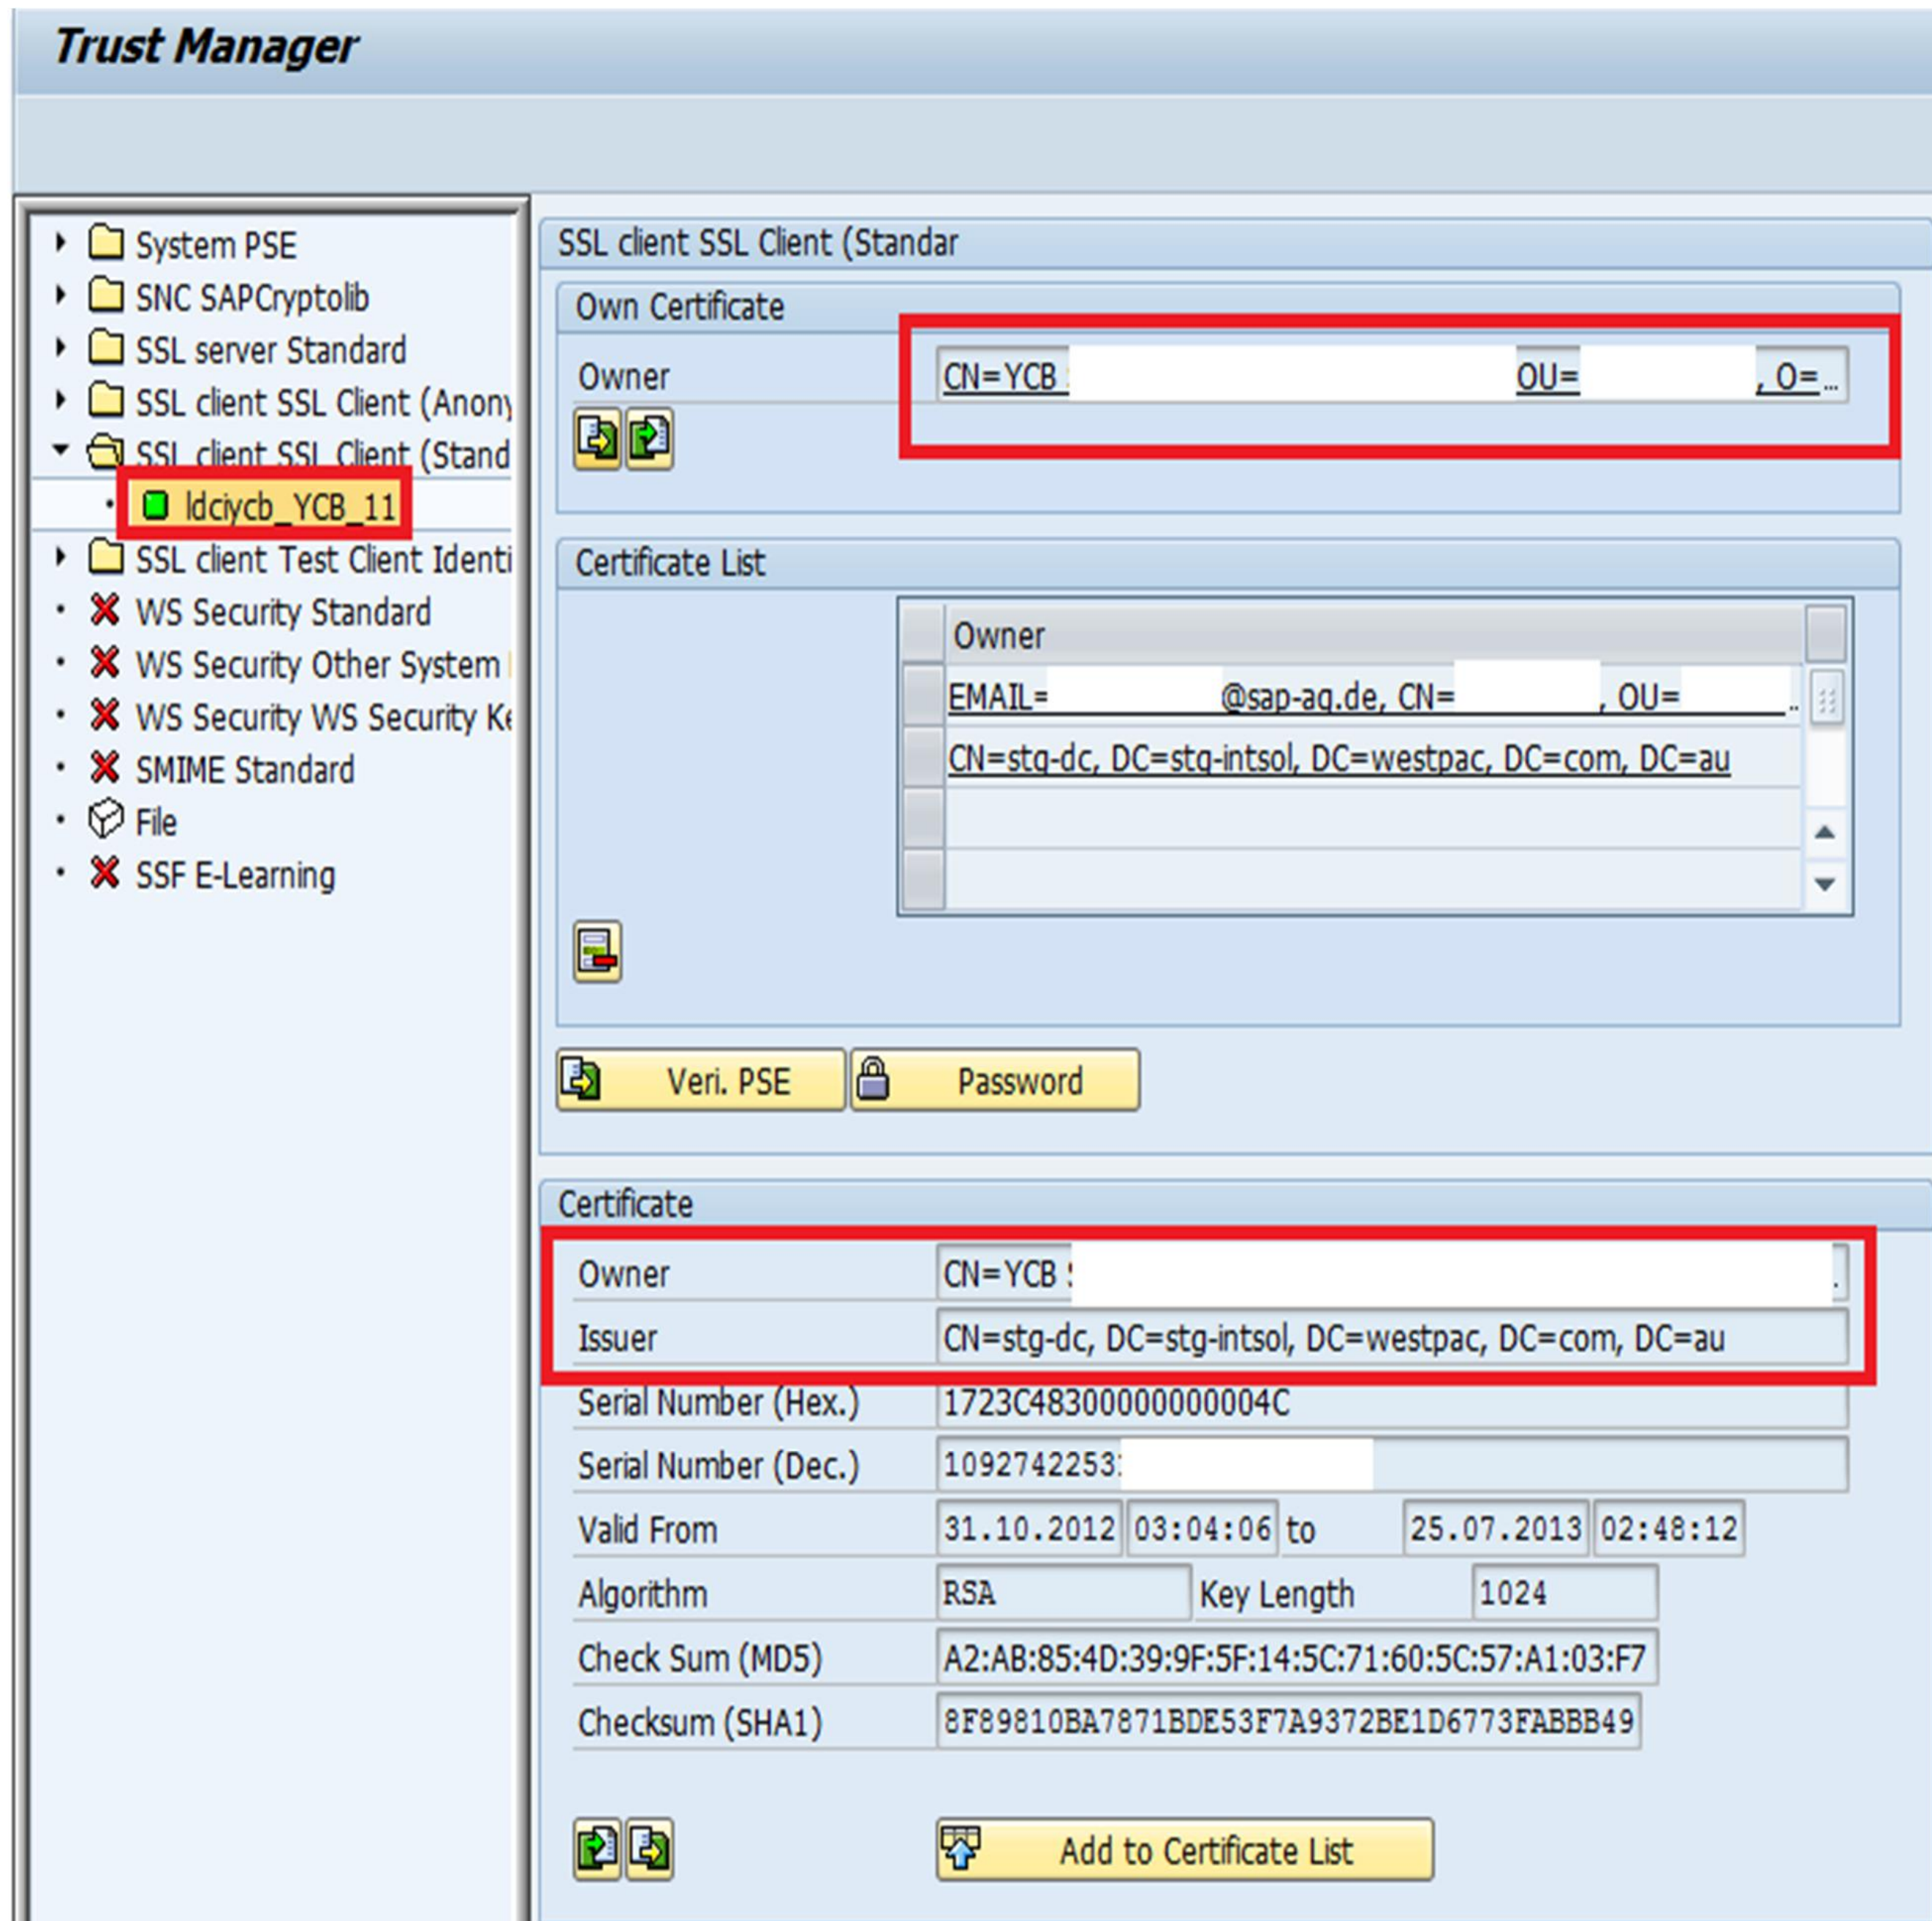 Trust Manager
System PSE
SNC SAPCryptolib
SSL server Standard
SSL client SSL Client (Anony
SSL client SSL Client (Stand
ldciycb_YCB_11
SSL client Test Client Identi
WS Security Standard
WS Security Other System
WS Security WS Security Ke
SMIME Standard
File
SSF E-Learning
SSL client SSL Client (Standar
Own Certificate
Owner CN=YCB OU= , O=...
Certificate List
Owner
EMAIL= @sap-ag.de, CN= , OU= ..
CN=stg-dc, DC=stg-intsol, DC=westpac, DC=com, DC=au
Veri. PSE Password
Certificate
Owner CN=YCB
Issuer CN=stg-dc, DC=stg-intsol, DC=westpac, DC=com, DC=au
Serial Number (Hex.) 1723C48300000000004C
Serial Number (Dec.) 1092742253
Valid From 31.10.2012 03:04:06 to 25.07.2013 02:48:12
Algorithm RSA Key Length 1024
Check Sum (MD5) A2:AB:85:4D:39:9F:5F:14:5C:71:60:5C:57:A1:03:F7
Checksum (SHA1) 8F89810BA7871BDE53F7A9372BE1D6773FABBB49
Add to Certificate List